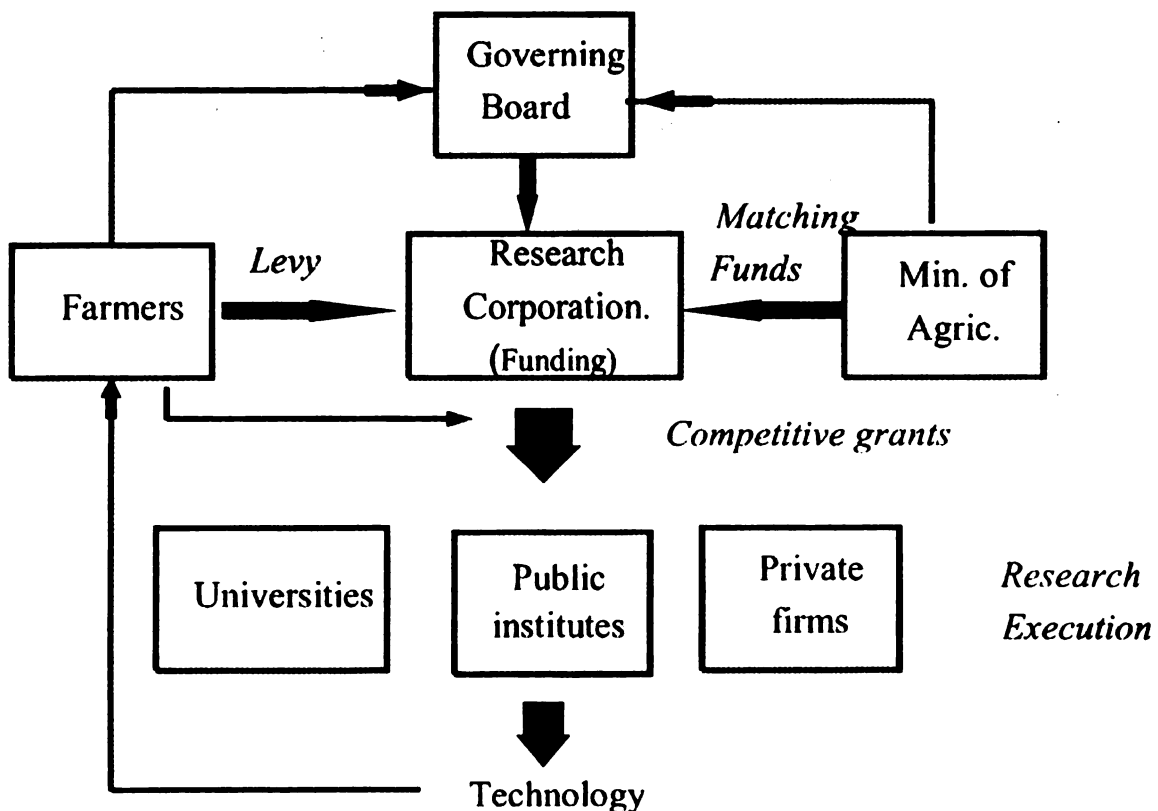 Governing
Board
Matching
Funds
Levy
Research
Corporation.
(Funding)
Farmers
Min. of
Agric.
Competitive grants
Universities
Public
institutes
Private
firms
Research
Execution
Technology